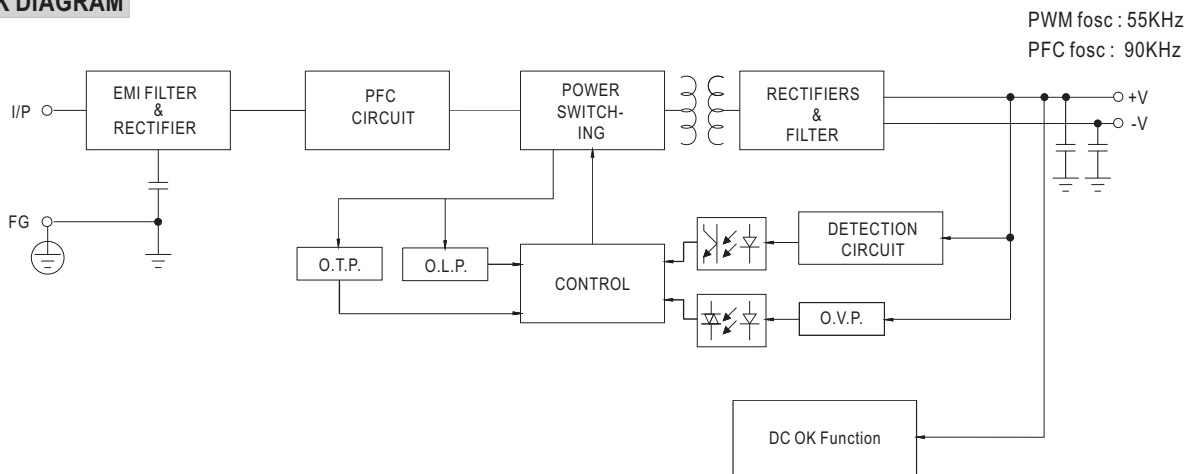 K DIAGRAM
PWM fosc : 55KHz
PFC fosc : 90KHz
I/P
EMI FILTER
&
RECTIFIER
PFC
CIRCUIT
POWER
SWITCH-
ING
RECTIFIERS
&
FILTER
+V
-V
FG
O.T.P.
O.L.P.
CONTROL
DETECTION
CIRCUIT
O.V.P.
DC OK Function